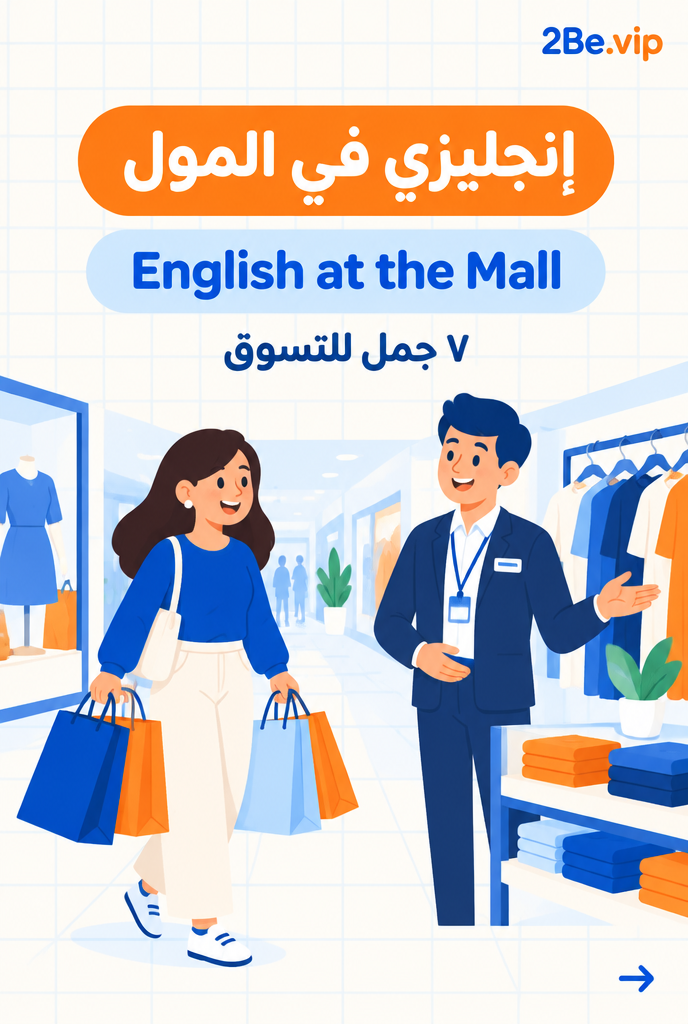 2Be.vip
إنجليزي في المول
English at the Mall
٧ جمل للتسوق